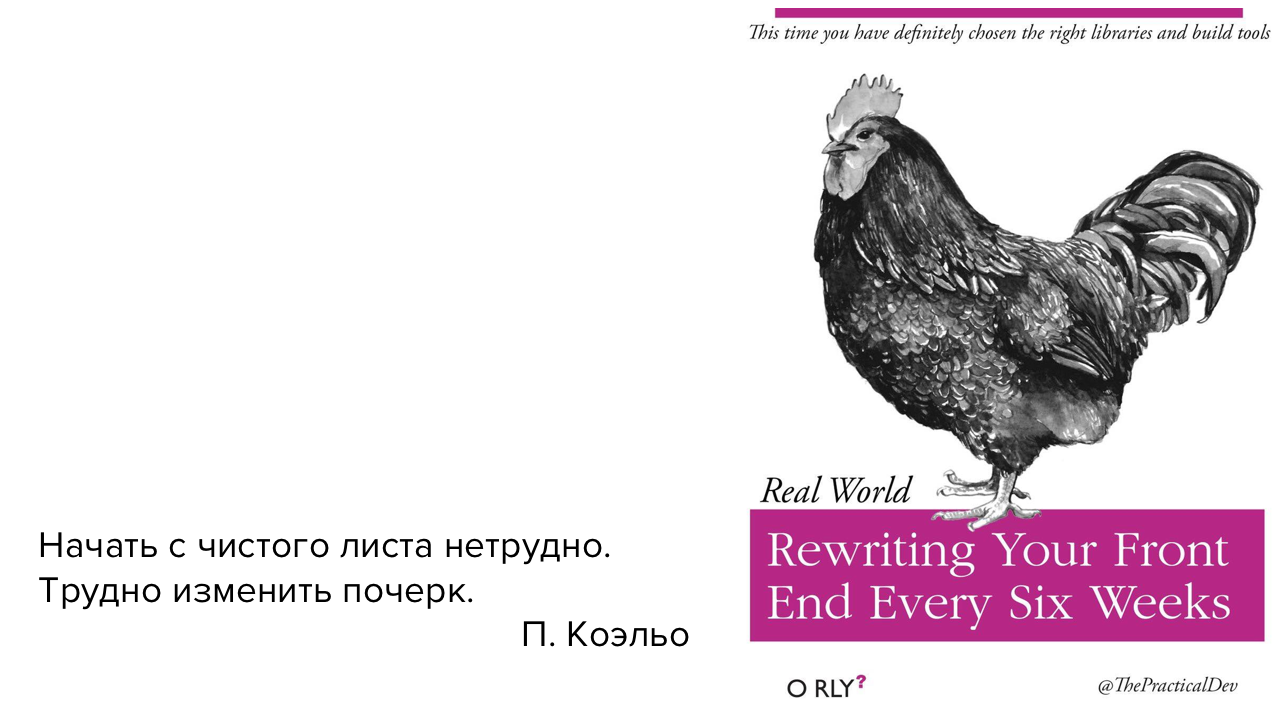 Начать с чистого листа нетрудно.
Трудно изменить почерк.
П. Коэльо
This time you have definitely chosen the right libraries and build tools
Real World
Rewriting Your Front
End Every Six Weeks
O RLY?
@ThePracticalDev